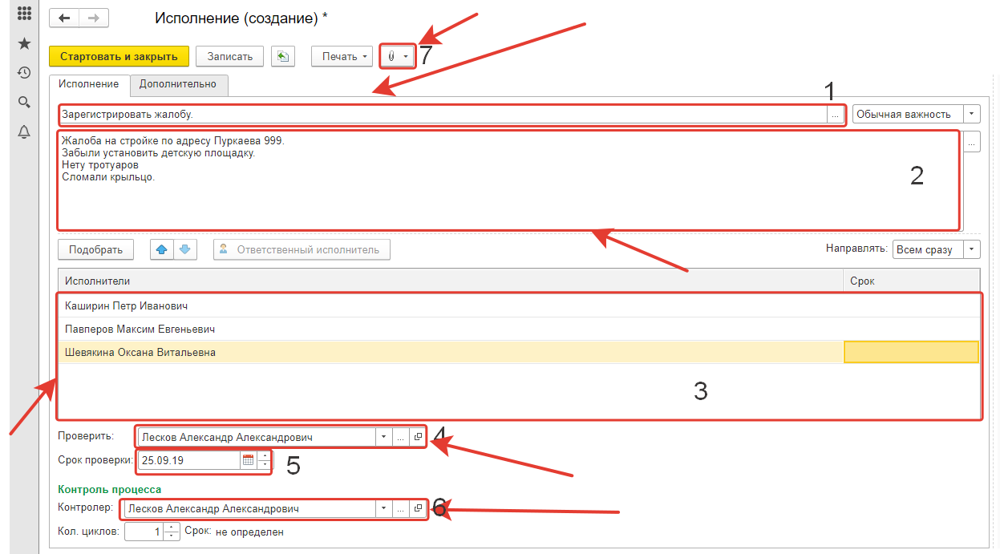 Исполнение (создание) *
Стартовать и закрыть Записать Печать 7
Исполнение Дополнительно
1
Зарегистрировать жалобу. ... Обычная важность
Жалоба на стройке по адресу Пуркаева 999. ...
Забыли установить детскую площадку.
Нету тротуаров
Сломали крыльцо.
2
Подобрать Ответственный исполнитель Направлять: Всем сразу
Исполнители Срок
Каширин Петр Иванович
Павперов Максим Евгеньевич
Шевякина Оксана Витальевна
3
Проверить: Лесков Александр Александрович ... 4
Срок проверки: 25.09.19 5
Контроль процесса
Контролер: Лесков Александр Александрович ... 6
Кол. циклов: 1 Срок: не определен